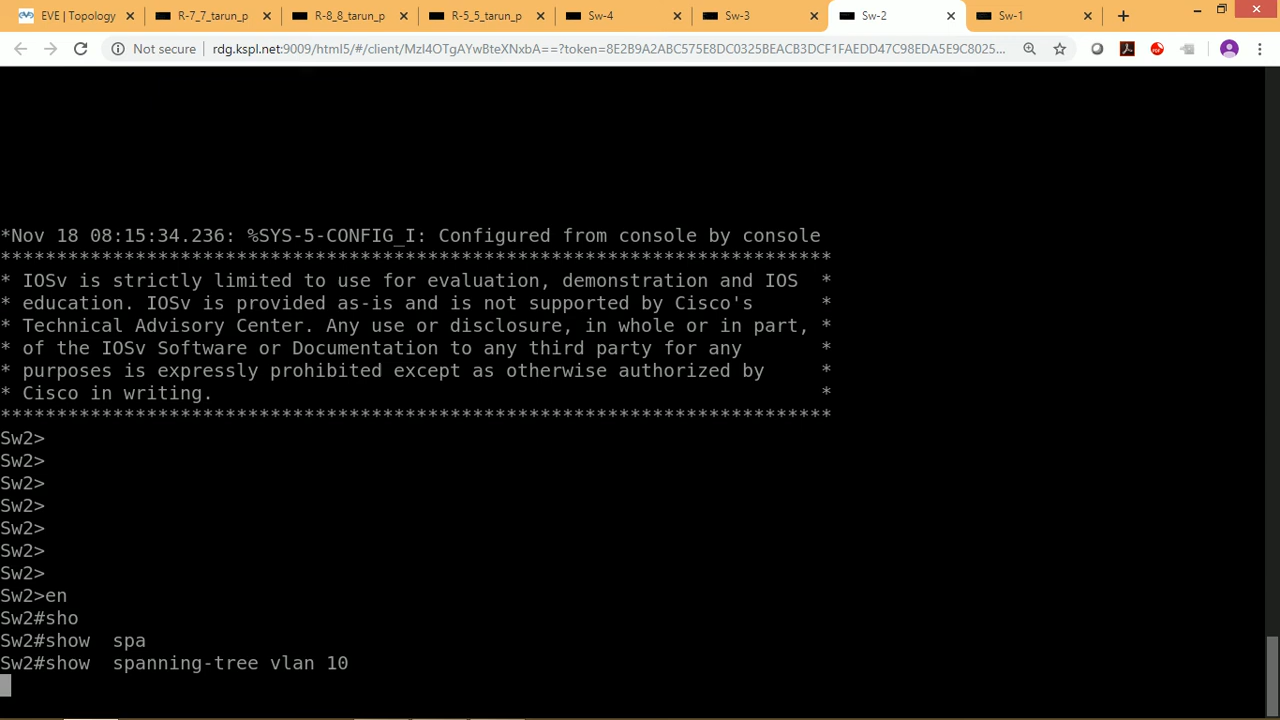 EVE | Topology
R-7_7_tarun_p
R-8_8_tarun_p
R-5_5_tarun_p
Sw-4
Sw-3
Sw-2
Sw-1
Not secure
rdg.kspl.net:9009/html5/#/client/MzI4OTgAYwBteXNxbA==?token=8E2B9A2ABC575E8DC0325BEACB3DCF1FAEDD47C98EDA5E9C8025...
*Nov 18 08:15:34.236: %SYS-5-CONFIG_I: Configured from console by console
**************************************************************************
* IOSv is strictly limited to use for evaluation, demonstration and IOS  *
* education. IOSv is provided as-is and is not supported by Cisco's      *
* Technical Advisory Center. Any use or disclosure, in whole or in part, *
* of the IOSv Software or Documentation to any third party for any       *
* purposes is expressly prohibited except as otherwise authorized by     *
* Cisco in writing.                                                      *
**************************************************************************
Sw2>
Sw2>
Sw2>
Sw2>
Sw2>
Sw2>
Sw2>
Sw2>en
Sw2#sho
Sw2#show  spa
Sw2#show  spanning-tree vlan 10